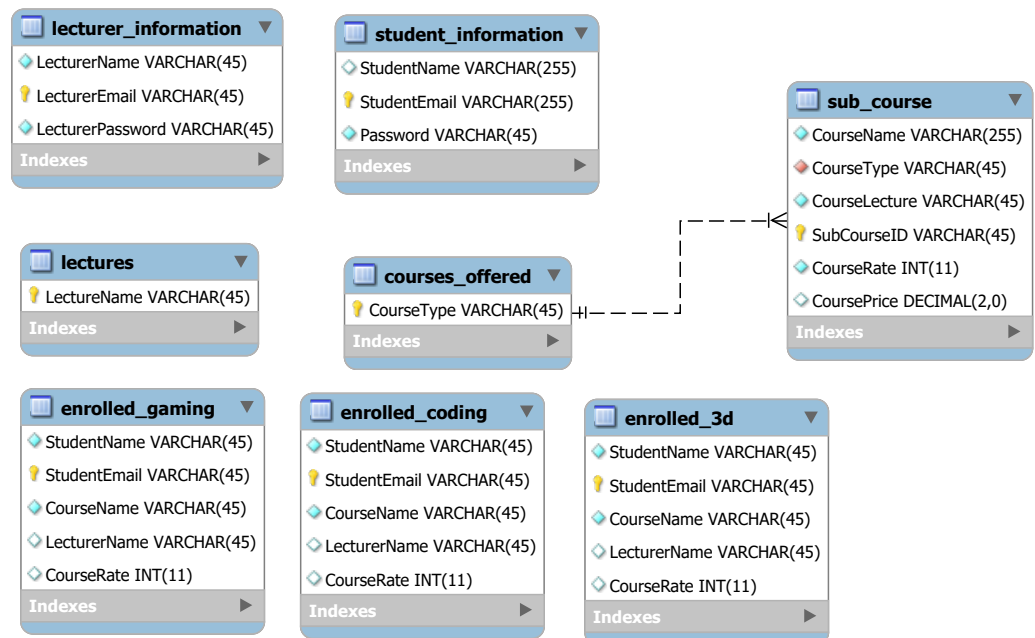 lecturer_information
LecturerName VARCHAR(45)
LecturerEmail VARCHAR(45)
LecturerPassword VARCHAR(45)
Indexes
student_information
StudentName VARCHAR(255)
StudentEmail VARCHAR(255)
Password VARCHAR(45)
Indexes
sub_course
CourseName VARCHAR(255)
CourseType VARCHAR(45)
CourseLecture VARCHAR(45)
SubCourseID VARCHAR(45)
CourseRate INT(11)
CoursePrice DECIMAL(2,0)
Indexes
lectures
LectureName VARCHAR(45)
Indexes
courses_offered
CourseType VARCHAR(45)
Indexes
enrolled_gaming
StudentName VARCHAR(45)
StudentEmail VARCHAR(45)
CourseName VARCHAR(45)
LecturerName VARCHAR(45)
CourseRate INT(11)
Indexes
enrolled_coding
StudentName VARCHAR(45)
StudentEmail VARCHAR(45)
CourseName VARCHAR(45)
LecturerName VARCHAR(45)
CourseRate INT(11)
Indexes
enrolled_3d
StudentName VARCHAR(45)
StudentEmail VARCHAR(45)
CourseName VARCHAR(45)
LecturerName VARCHAR(45)
CourseRate INT(11)
Indexes